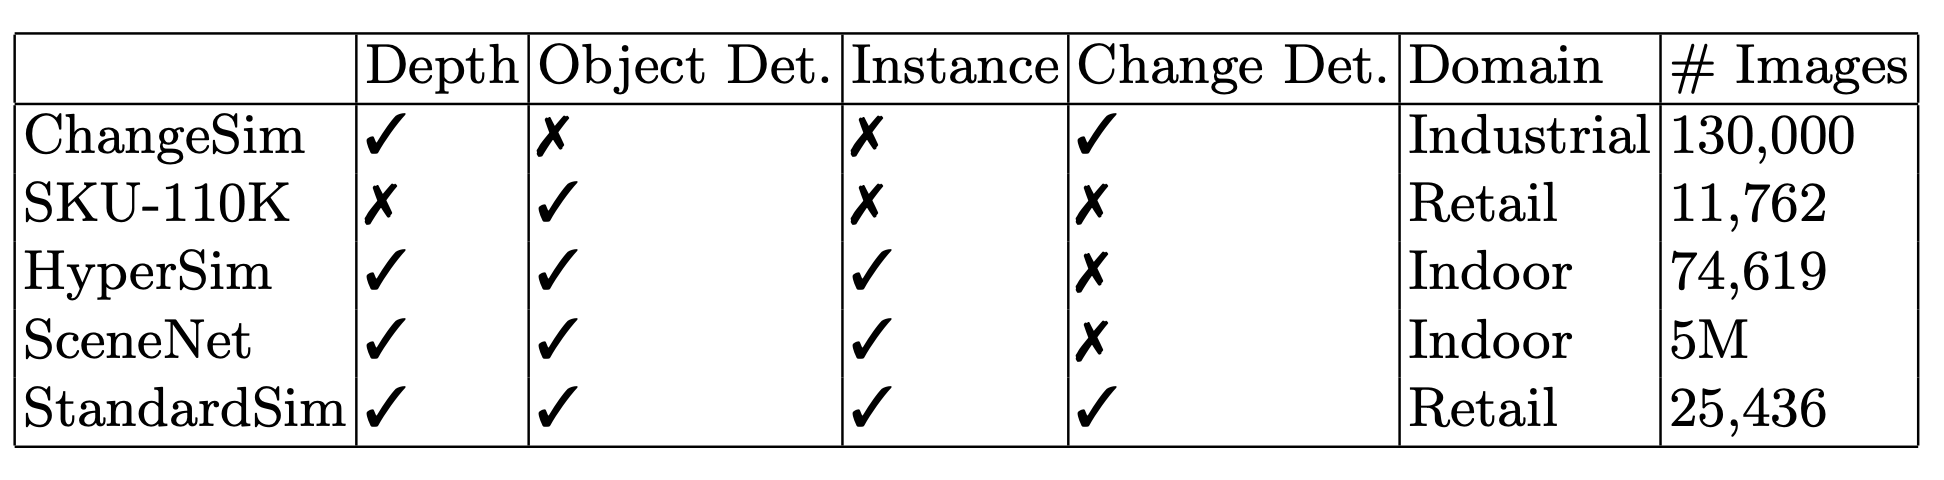 Depth Object Det. Instance Change Det. Domain # Images
ChangeSim ✓ ✗ ✗ ✓ Industrial 130,000
SKU-110K ✗ ✓ ✗ ✗ Retail 11,762
HyperSim ✓ ✓ ✓ ✗ Indoor 74,619
SceneNet ✓ ✓ ✓ ✗ Indoor 5M
StandardSim ✓ ✓ ✓ ✓ Retail 25,436